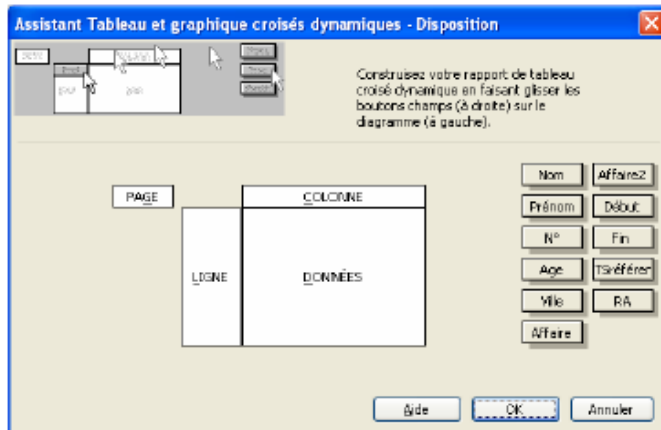 Assistant Tableau et graphique croisés dynamiques - Disposition
Construisez votre rapport de tableau
croisé dynamique en faisant glisser les
boutons champs (à droite) sur le
diagramme (à gauche).
PAGE
COLONNE
LIGNE
DONNÉES
Nom
Affaire2
Prénom
Début
N°
Fin
Age
TSréférer
Ville
RA
Affaire
Aide
OK
Annuler